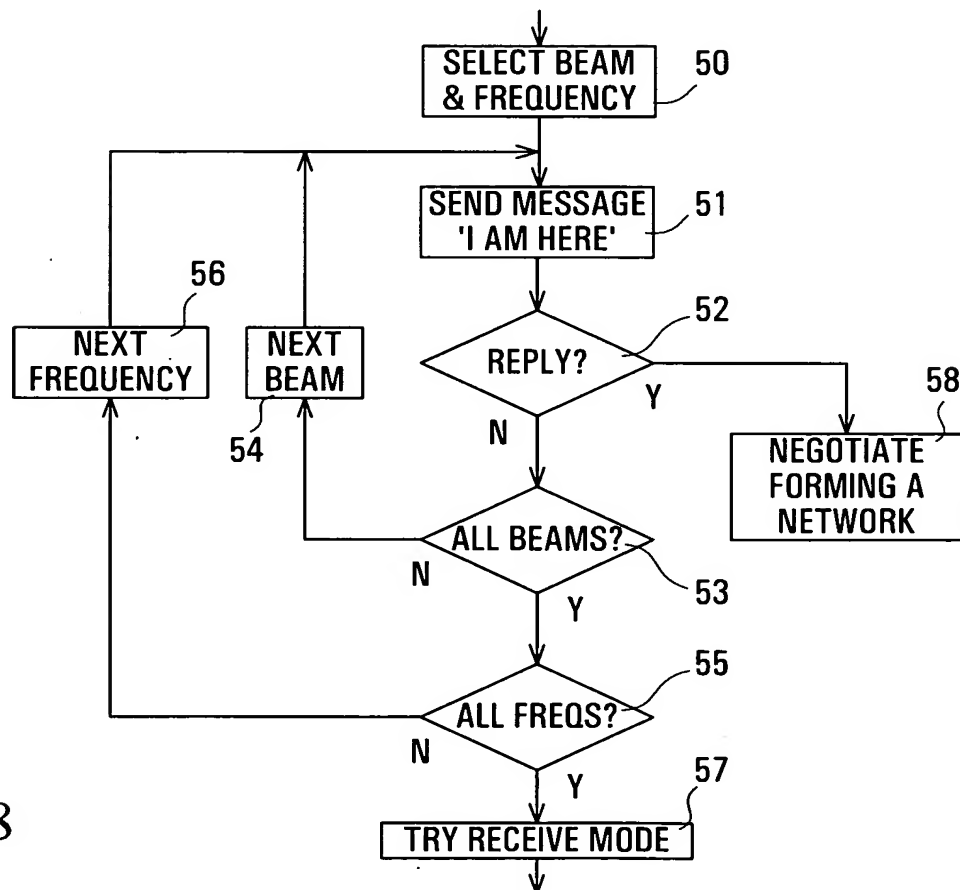 SELECT BEAM
& FREQUENCY
50
SEND MESSAGE
'I AM HERE'
51
56
NEXT
FREQUENCY
NEXT
BEAM
54
REPLY?
52
Y
N
58
NEGOTIATE
FORMING A
NETWORK
ALL BEAMS?
53
N
Y
ALL FREQS?
55
N
Y
57
TRY RECEIVE MODE
8